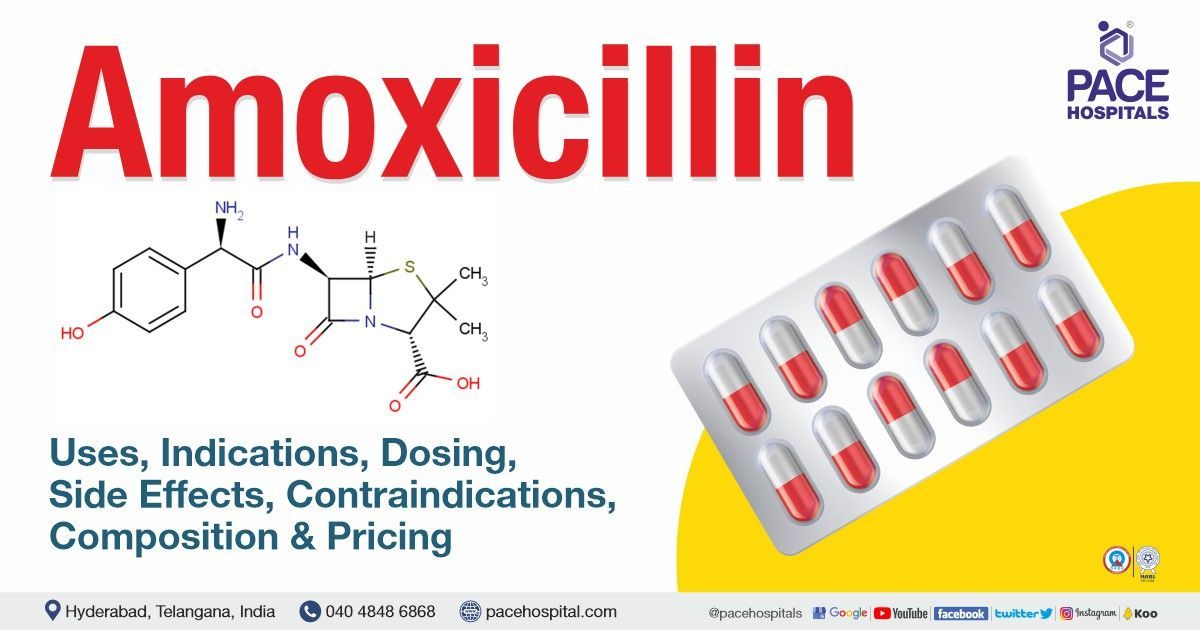 Amoxicillin
®
PACE
HOSPITALS
NH2
H
N
H
S
CH3
CH3
N
HO
O
O
O
OH
Uses, Indications, Dosing,
Side Effects, Contraindications,
Composition & Pricing
NABL
Hyderabad, Telangana, India 040 4848 6868 pacehospital.com @pacehospitals Google YouTube facebook twitter Instagram Koo